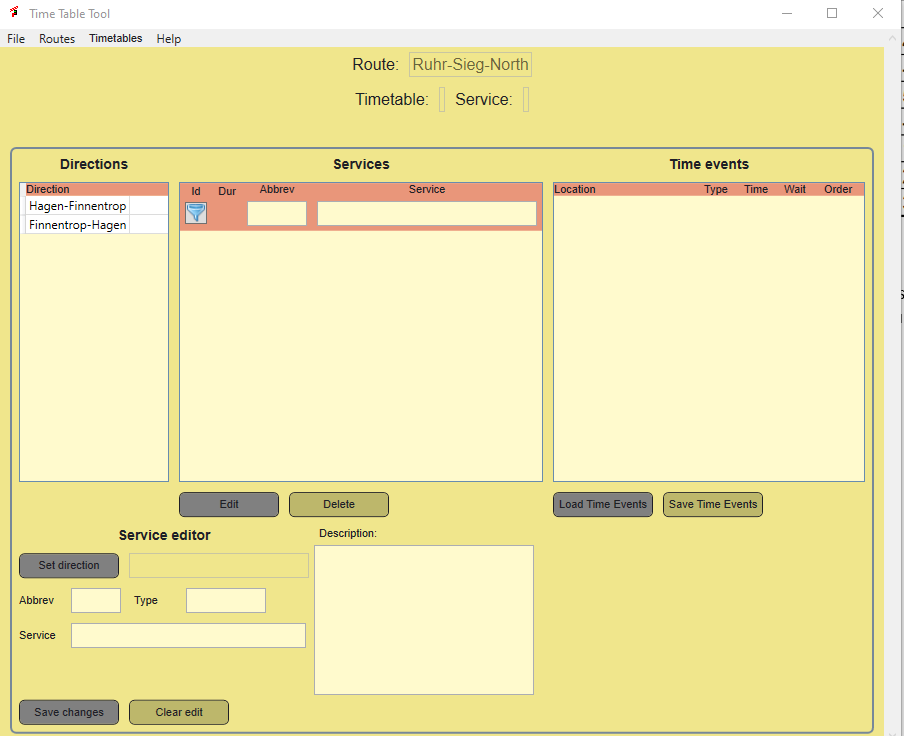 Time Table Tool
File Routes Timetables Help
Route: Ruhr-Sieg-North
Timetable: Service:
Directions Services Time events
Direction Id Dur Abbrev Service Location Type Time Wait Order
Hagen-Finnentrop
Finnentrop-Hagen
Edit Delete Load Time Events Save Time Events
Service editor Description:
Set direction
Abbrev Type
Service
Save changes Clear edit